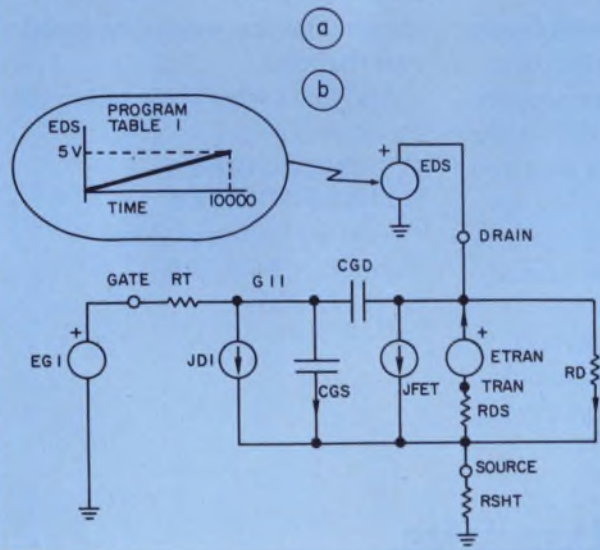 a
b
PROGRAM
TABLE 1
EDS
5 V
10000
TIME
+
EDS
DRAIN
CGD
GATE
RT
G11
+
EG1
JD1
CGS
JFET
+
ETRAN
TRAN
RDS
RD
SOURCE
RSHT